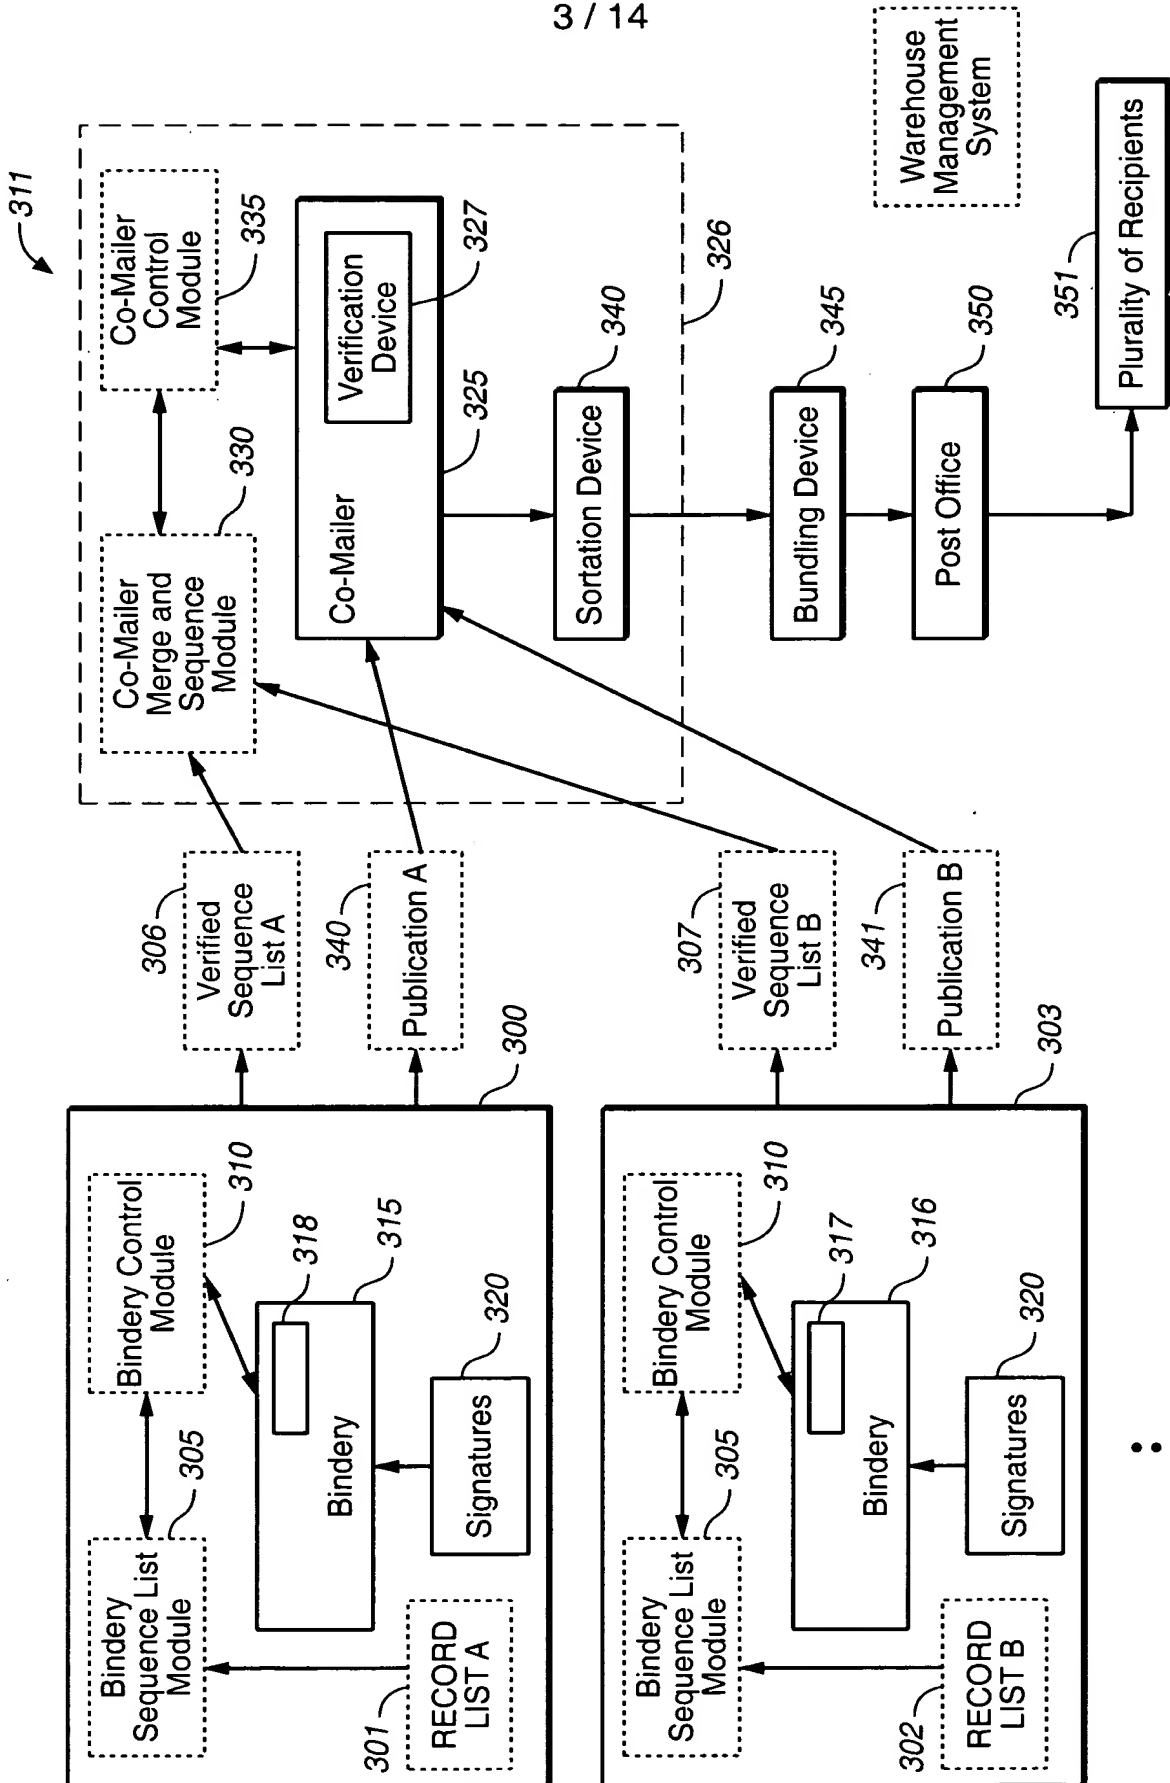 3 / 14
311
Co-Mailer
Merge and
Sequence
Module
330
Co-Mailer
Control
Module
335
Co-Mailer
325
Verification
Device
327
Sortation Device
340
326
Bundling Device
345
Post Office
350
Plurality of Recipients
351
Warehouse
Management
System
306
Verified
Sequence
List A
340
Publication A
307
Verified
Sequence
List B
341
Publication B
300
Bindery
Sequence List
Module
305
Bindery Control
Module
310
Bindery
318
315
Signatures
320
301
RECORD
LIST A
303
Bindery
Sequence List
Module
305
Bindery Control
Module
310
Bindery
317
316
Signatures
320
302
RECORD
LIST B